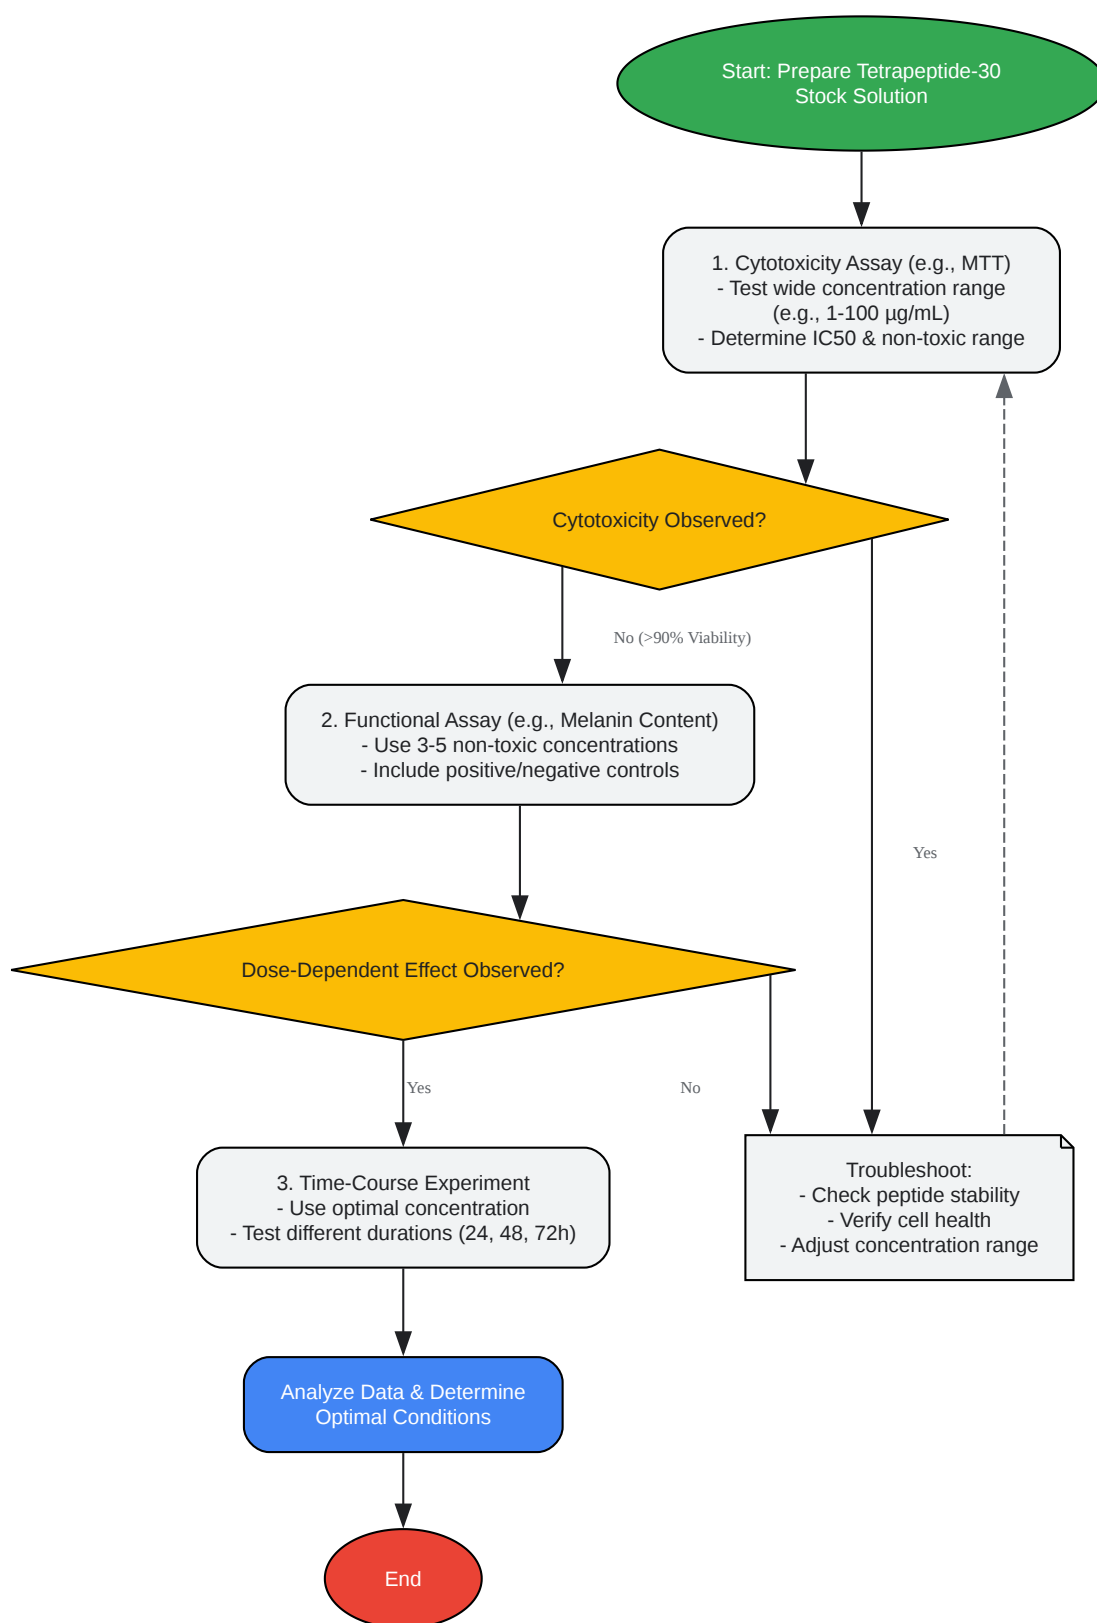 Start: Prepare Tetrapeptide-30
Stock Solution
1. Cytotoxicity Assay (e.g., MTT)
- Test wide concentration range
(e.g., 1-100 µg/mL)
- Determine IC50 & non-toxic range
Cytotoxicity Observed?
No (>90% Viability)
2. Functional Assay (e.g., Melanin Content)
- Use 3-5 non-toxic concentrations
- Include positive/negative controls
Yes
Dose-Dependent Effect Observed?
Yes
No
3. Time-Course Experiment
- Use optimal concentration
- Test different durations (24, 48, 72h)
Troubleshoot:
- Check peptide stability
- Verify cell health
- Adjust concentration range
Analyze Data & Determine
Optimal Conditions
End